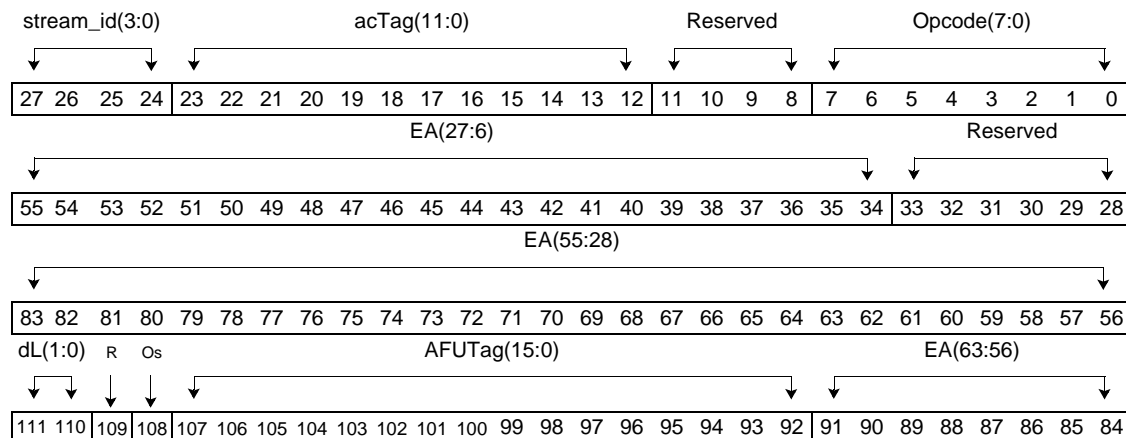 stream_id(3:0) acTag(11:0) Reserved Opcode(7:0)
27 26 25 24 23 22 21 20 19 18 17 16 15 14 13 12 11 10 9 8 7 6 5 4 3 2 1 0
EA(27:6) Reserved
55 54 53 52 51 50 49 48 47 46 45 44 43 42 41 40 39 38 37 36 35 34 33 32 31 30 29 28
EA(55:28)
83 82 81 80 79 78 77 76 75 74 73 72 71 70 69 68 67 66 65 64 63 62 61 60 59 58 57 56
dL(1:0) R Os AFUTag(15:0) EA(63:56)
111 110 109 108 107 106 105 104 103 102 101 100 99 98 97 96 95 94 93 92 91 90 89 88 87 86 85 84